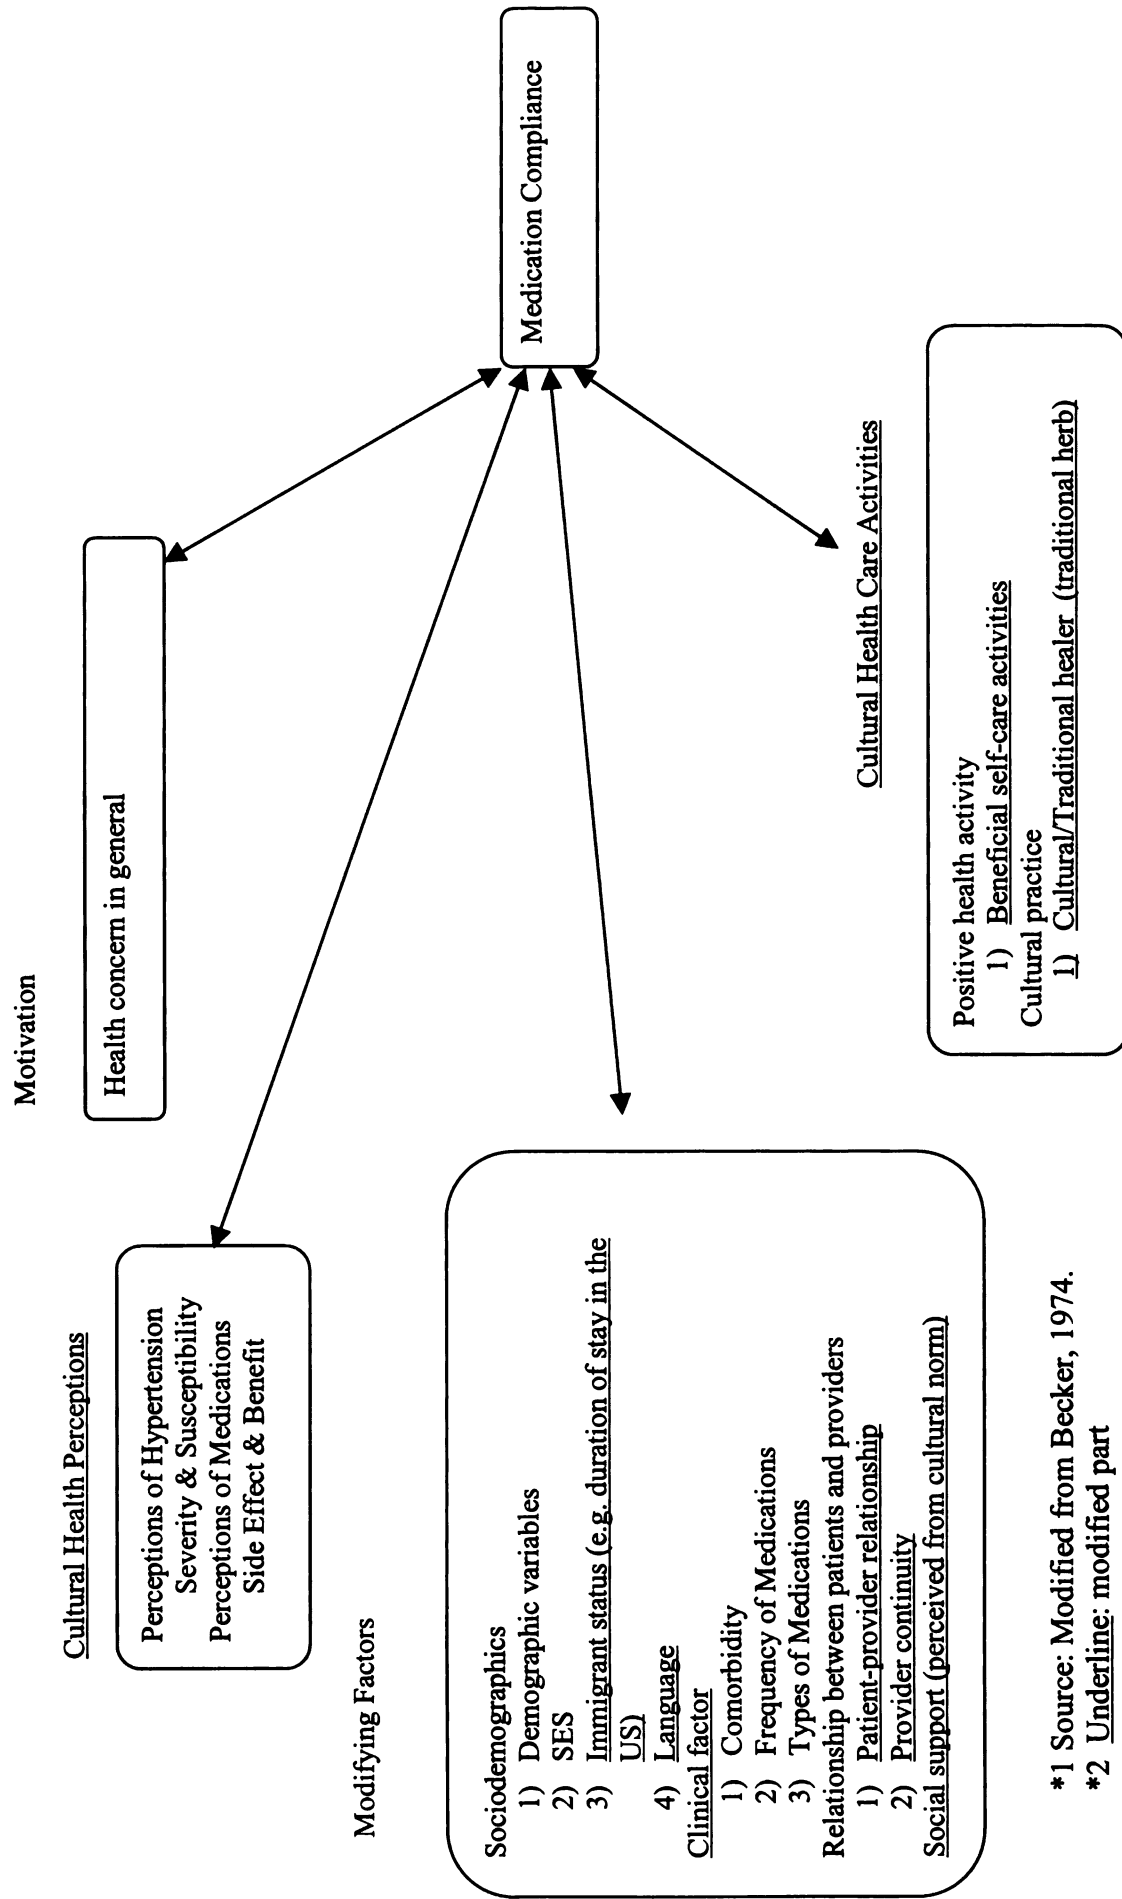 Motivation
Health concern in general
Cultural Health Perceptions
Perceptions of Hypertension
Severity & Susceptibility
Perceptions of Medications
Side Effect & Benefit
Medication Compliance
Modifying Factors
Sociodemographics
1) Demographic variables
2) SES
3) Immigrant status (e.g. duration of stay in the
US)
4) Language
Clinical factor
1) Comorbidity
2) Frequency of Medications
3) Types of Medications
Relationship between patients and providers
1) Patient-provider relationship
2) Provider continuity
Social support (perceived from cultural norm)
Cultural Health Care Activities
Positive health activity
1) Beneficial self-care activities
Cultural practice
1) Cultural/Traditional healer (traditional herb)
*1 Source: Modified from Becker, 1974.
*2 Underline: modified part